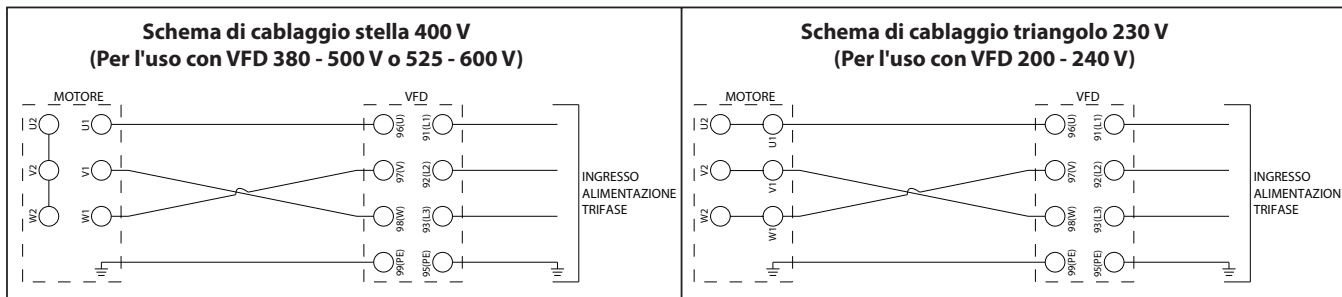 Schema di cablaggio stella 400 V
(Per l'uso con VFD 380 - 500 V o 525 - 600 V)
MOTORE
VFD
U2
U1
96(U)
91(L1)
V2
V1
97(V)
92(L2)
W2
W1
98(W)
93(L3)
99(PE)
95(PE)
INGRESSO
ALIMENTAZIONE
TRIFASE
Schema di cablaggio triangolo 230 V
(Per l'uso con VFD 200 - 240 V)
MOTORE
VFD
U2
U1
96(U)
91(L1)
V2
V1
97(V)
92(L2)
W2
W1
98(W)
93(L3)
99(PE)
95(PE)
INGRESSO
ALIMENTAZION
TRIFASE